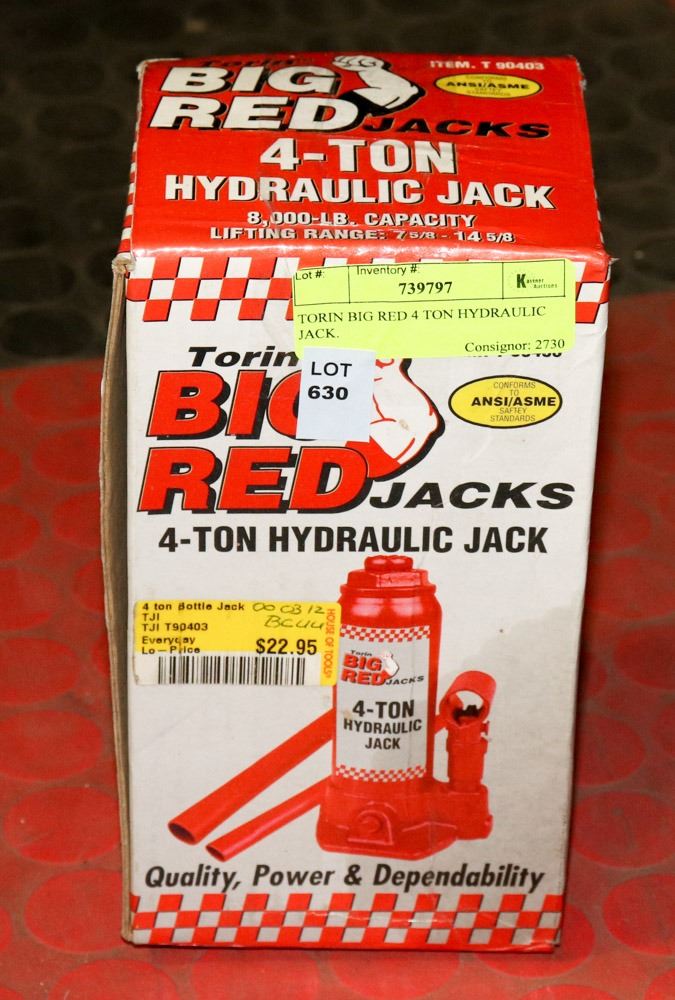 Torin
BIG
RED JACKS
ITEM. T 90403
CONFORMS
TO
ANSI/ASME
SAFTEY
STANDARDS
4-TON
HYDRAULIC JACK
8,000-LB. CAPACITY
LIFTING RANGE: 7 5/8 - 14 5/8
Lot #:
Inventory #:
739797
Kastner
Auctions
TORIN BIG RED 4 TON HYDRAULIC
JACK.
Consignor: 2730
Torin
LOT
630
BIG
RED JACKS
CONFORMS
TO
ANSI/ASME
SAFTEY
STANDARDS
4-TON HYDRAULIC JACK
4 ton Bottle Jack
TJI
TJI T90403
Everyday
Lo-Price
$22.95
HOUSE OF TOOLS
Torin
BIG
RED JACKS
4-TON
HYDRAULIC
JACK
Quality, Power & Dependability